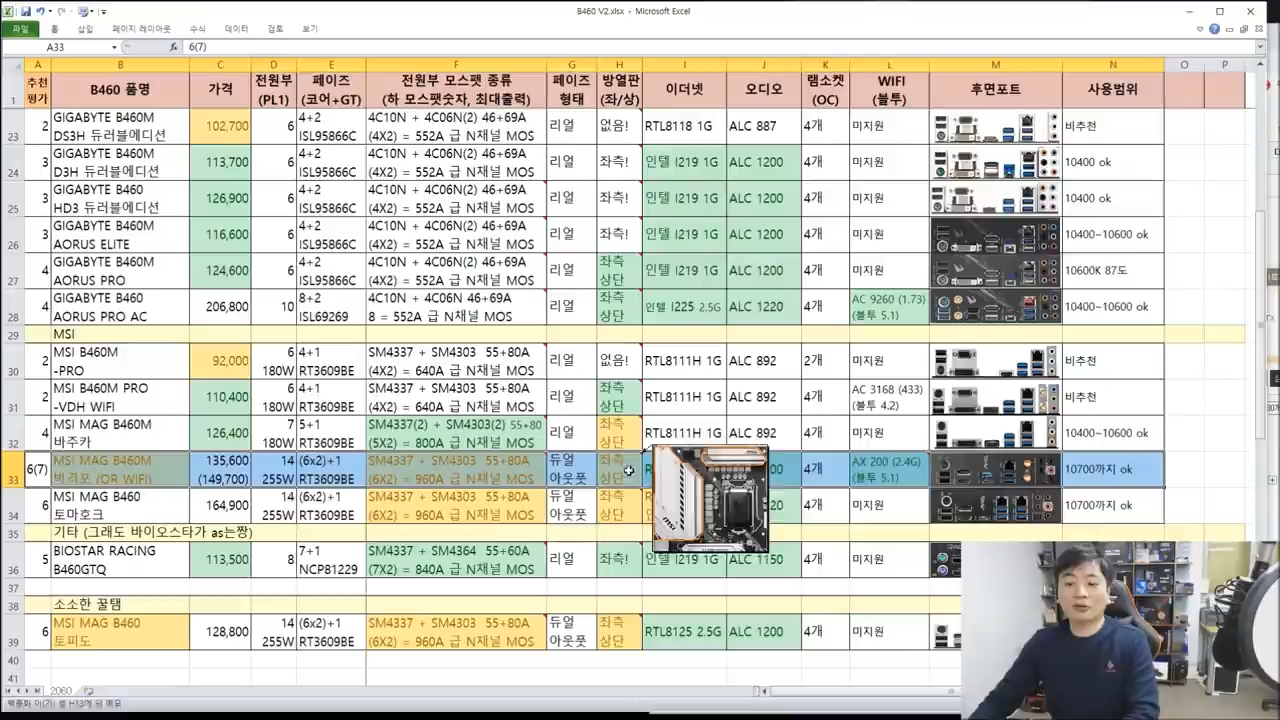 B460 V2.xlsx - Microsoft Excel
파일 홈 삽입 페이지 레이아웃 수식 데이터 검토 보기
A33 fx 6(7)
A B C D E F G H I J K L M N O P
1 추천평가 B460 품명 가격 전원부 (PL1) 페이즈 (코어+GT) 전원부 모스펫 종류 (하 모스펫숫자, 최대출력) 페이즈 형태 방열판 (좌/상) 이더넷 오디오 램소켓 (OC) WIFI (블투) 후면포트 사용범위
23 2 GIGABYTE B460M DS3H 듀러블에디션 102,700 6 4+2 ISL95866C 4C10N + 4C06N(2) 46+69A (4X2) = 552A 급 N채널 MOS 리얼 없음! RTL8118 1G ALC 887 4개 미지원 비추천
24 3 GIGABYTE B460M D3H 듀러블에디션 113,700 6 4+2 ISL95866C 4C10N + 4C06N(2) 46+69A (4X2) = 552A 급 N채널 MOS 리얼 좌측! 인텔 I219 1G ALC 1200 4개 미지원 10400 ok
25 3 GIGABYTE B460 HD3 듀러블에디션 126,900 6 4+2 ISL95866C 4C10N + 4C06N(2) 46+69A (4X2) = 552A 급 N채널 MOS 리얼 좌측! 인텔 I219 1G ALC 1200 4개 미지원 10400 ok
26 3 GIGABYTE B460M AORUS ELITE 116,600 6 4+2 ISL95866C 4C10N + 4C06N(2) 46+69A (4X2) = 552A 급 N채널 MOS 리얼 좌측! 인텔 I219 1G ALC 1200 4개 미지원 10400~10600 ok
27 4 GIGABYTE B460M AORUS PRO 124,600 6 4+2 ISL95866C 4C10N + 4C06N(2) 46+69A (4X2) = 552A 급 N채널 MOS 리얼 좌측 상단 인텔 I219 1G ALC 1200 4개 미지원 10600K 87도
28 4 GIGABYTE B460 AORUS PRO AC 206,800 10 8+2 ISL69269 4C10N + 4C06N 46+69A 8 = 552A 급 N채널 MOS 리얼 좌측 상단 인텔 I225 2.5G ALC 1220 4개 AC 9260 (1.73) (블투 5.1) 10400~10600 ok
29 MSI
30 2 MSI B460M -PRO 92,000 6 180W 4+1 RT3609BE SM4337 + SM4303 55+80A (4X2) = 640A 급 N채널 MOS 리얼 없음! RTL8111H 1G ALC 892 2개 미지원 비추천
31 2 MSI B460M PRO -VDH WIFI 110,400 6 180W 4+1 RT3609BE SM4337 + SM4303 55+80A (4X2) = 640A 급 N채널 MOS 리얼 좌측 상단 RTL8111H 1G ALC 892 4개 AC 3168 (433) (블투 4.2) 비추천
32 4 MSI MAG B460M 바주카 126,400 7 180W 5+1 RT3609BE SM4337(2) + SM4303(2) 55+80 (5X2) = 800A 급 N채널 MOS 리얼 좌측 상단 RTL8111H 1G ALC 892 4개 미지원 10400~10600 ok
33 6(7) MSI MAG B460M 박격포 (OR WIFI) 135,600 (149,700) 14 255W (6x2)+1 RT3609BE SM4337 + SM4303 55+80A (6X2) = 960A 급 N채널 MOS 듀얼 아웃풋 좌측 상단 4개 AX 200 (2.4G) (블투 5.1) 10700까지 ok
34 6 MSI MAG B460 토마호크 164,900 14 255W (6x2)+1 RT3609BE SM4337 + SM4303 55+80A (6X2) = 960A 급 N채널 MOS 듀얼 아웃풋 좌측 상단 4개 미지원 10700까지 ok
35 기타 (그래도 바이오스타가 as는짱)
36 5 BIOSTAR RACING B460GTQ 113,500 8 7+1 NCP81229 SM4337 + SM4364 55+60A (7X2) = 840A 급 N채널 MOS 리얼 좌측! 인텔 I219 1G ALC 1150 4개 미지원
37
38 소소한 꿀탬
39 6 MSI MAG B460 토피도 128,800 14 255W (6x2)+1 RT3609BE SM4337 + SM4303 55+80A (6X2) = 960A 급 N채널 MOS 듀얼 아웃풋 좌측 상단 RTL8125 2.5G ALC 1200 4개 미지원
40
41
2060